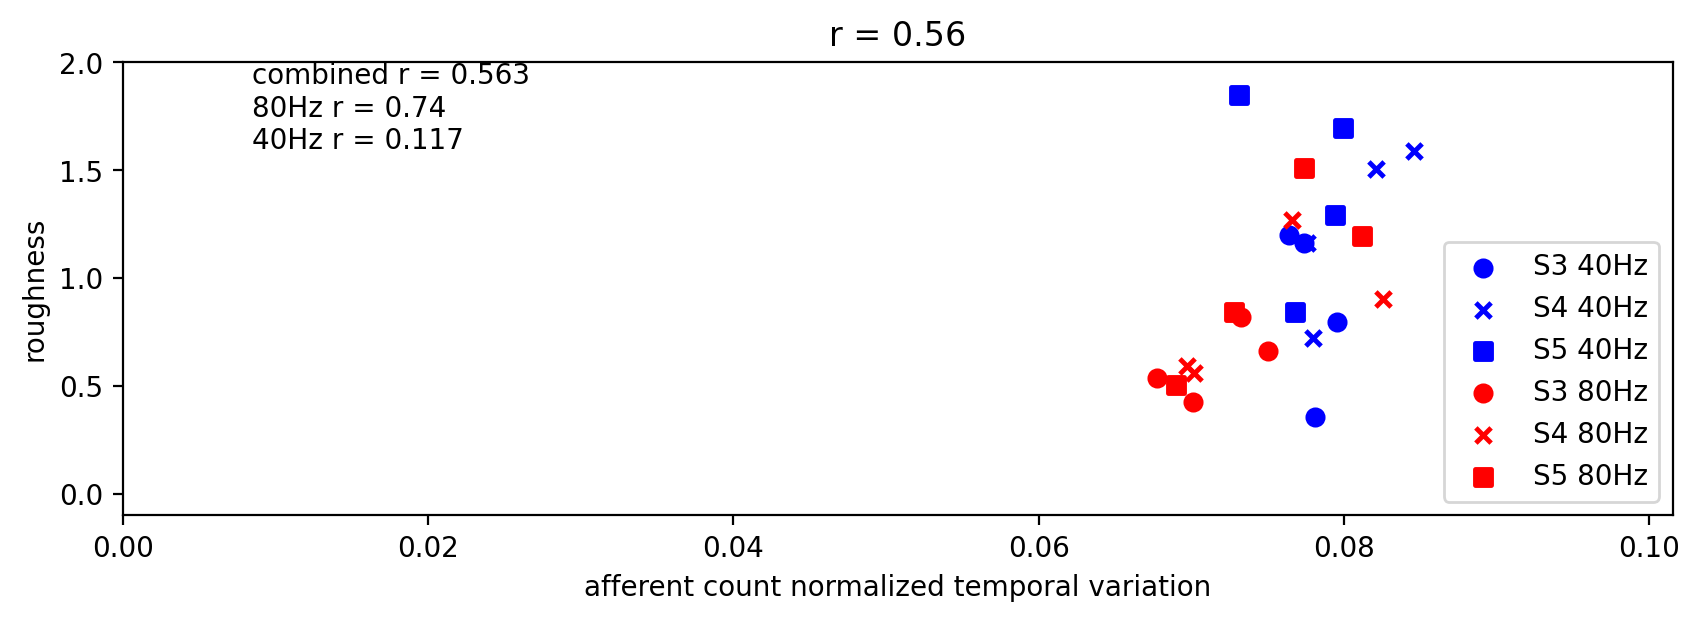 r = 0.56
combined r = 0.563
80Hz r = 0.74
40Hz r = 0.117
roughness
2.0
1.5
1.0
0.5
0.0
S3 40Hz
S4 40Hz
S5 40Hz
S3 80Hz
S4 80Hz
S5 80Hz
0.00 0.02 0.04 0.06 0.08 0.10
afferent count normalized temporal variation